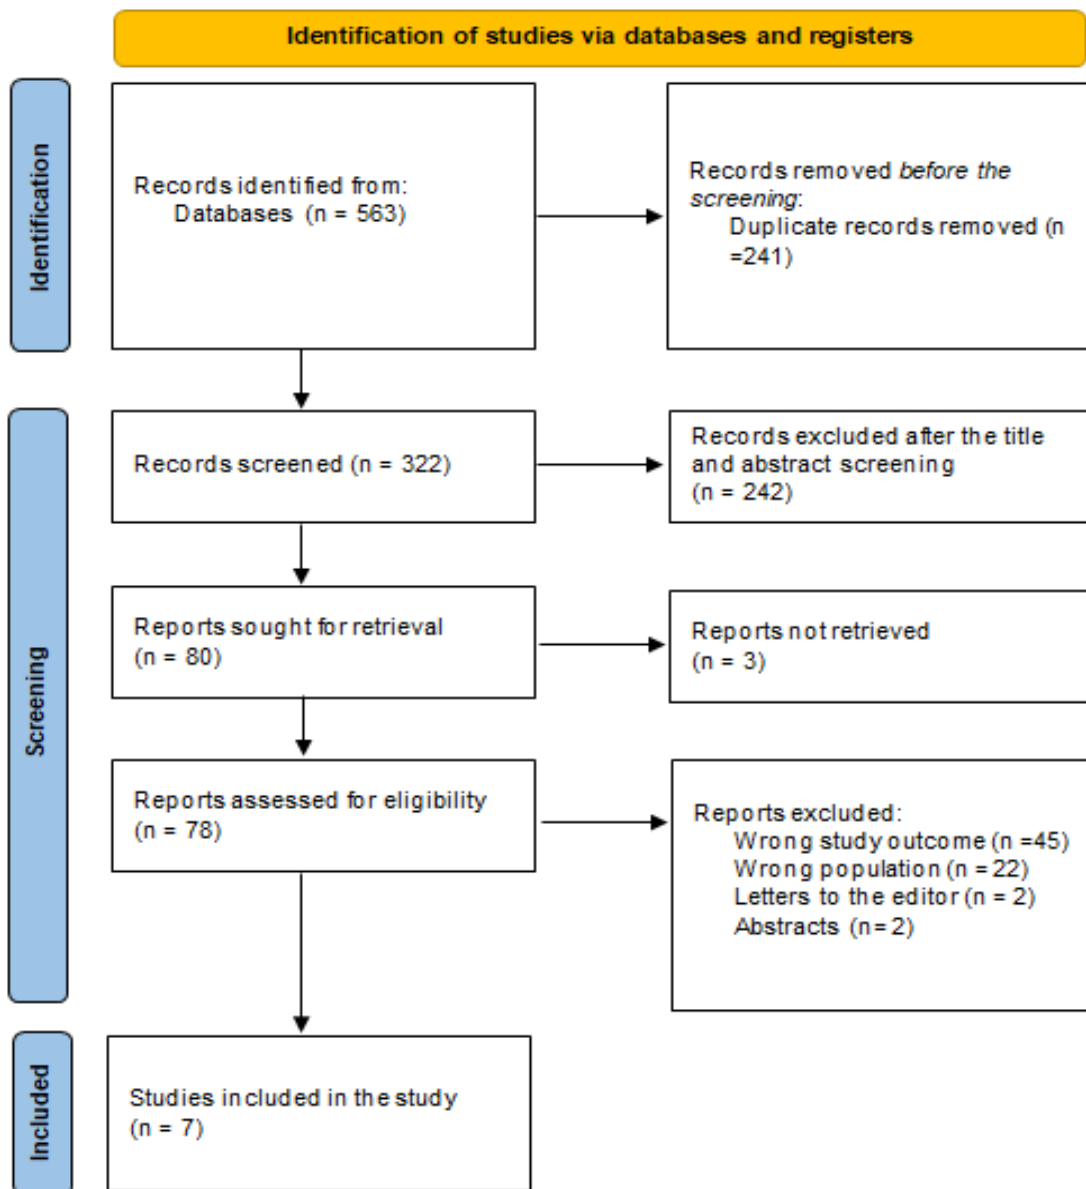 Identification of studies via databases and registers
Identification
Records identified from:
Databases (n = 563)
Records removed before the
screening:
Duplicate records removed (n
=241)
Screening
Records screened (n = 322)
Records excluded after the title
and abstract screening
(n = 242)
Reports sought for retrieval
(n = 80)
Reports not retrieved
(n = 3)
Reports assessed for eligibility
(n = 78)
Reports excluded:
Wrong study outcome (n =45)
Wrong population (n = 22)
Letters to the editor (n = 2)
Abstracts (n= 2)
Included
Studies included in the study
(n = 7)